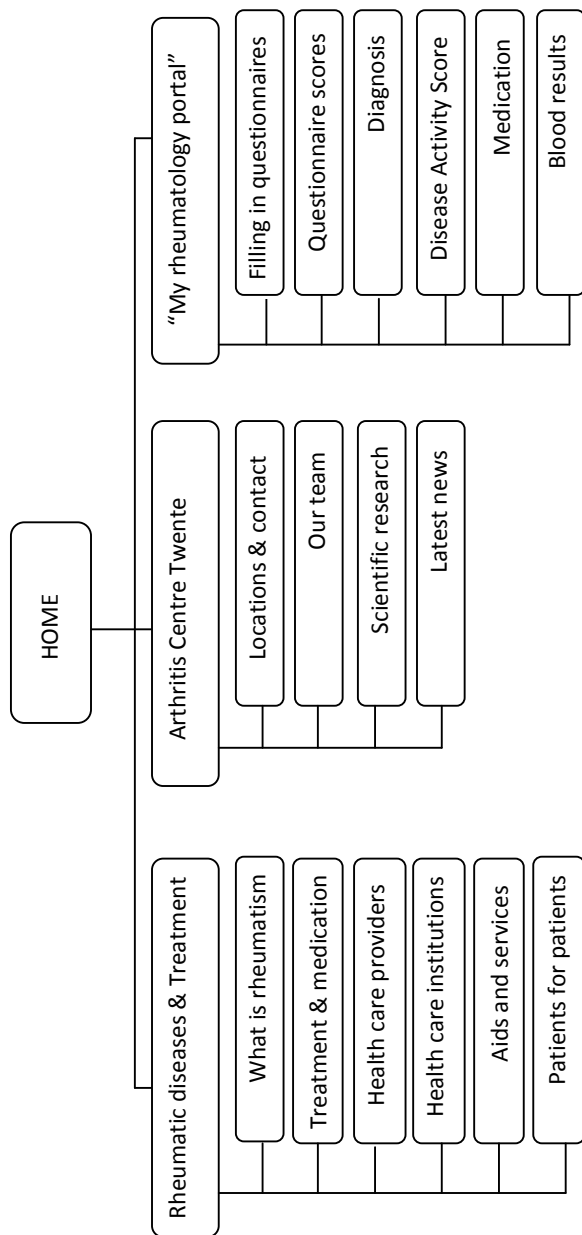 HOME
Rheumatic diseases & Treatment
What is rheumatism
Treatment & medication
Health care providers
Health care institutions
Aids and services
Patients for patients
Arthritis Centre Twente
Locations & contact
Our team
Scientific research
Latest news
“My rheumatology portal”
Filling in questionnaires
Questionnaire scores
Diagnosis
Disease Activity Score
Medication
Blood results